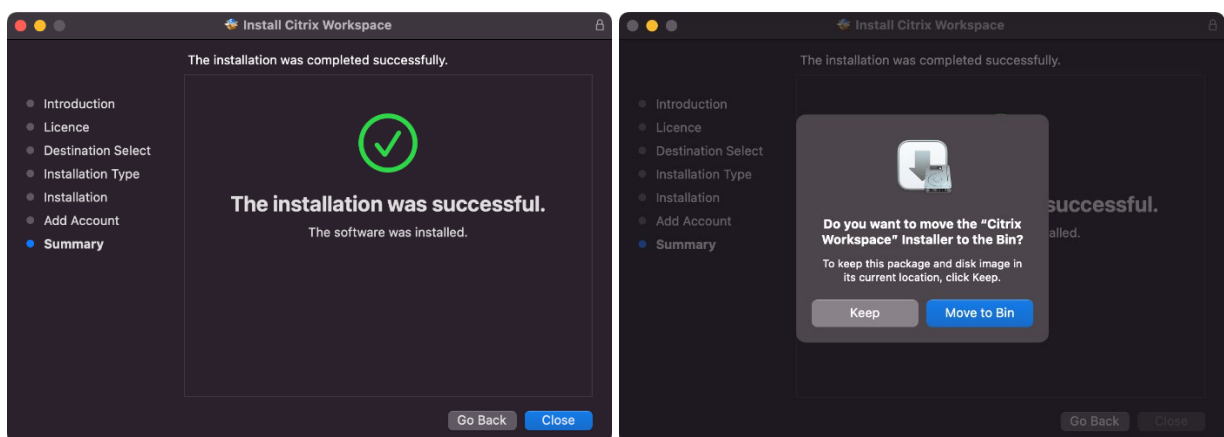 Install Citrix Workspace
The installation was completed successfully.
Introduction
Licence
Destination Select
Installation Type
Installation
Add Account
Summary
The installation was successful.
The software was installed.
Go Back
Close
Install Citrix Workspace
The installation was completed successfully.
Introduction
Licence
Destination Select
Installation Type
Installation
Add Account
Summary
successful.
alled.
Do you want to move the “Citrix
Workspace” Installer to the Bin?
To keep this package and disk image in
its current location, click Keep.
Keep
Move to Bin
Go Back
Close